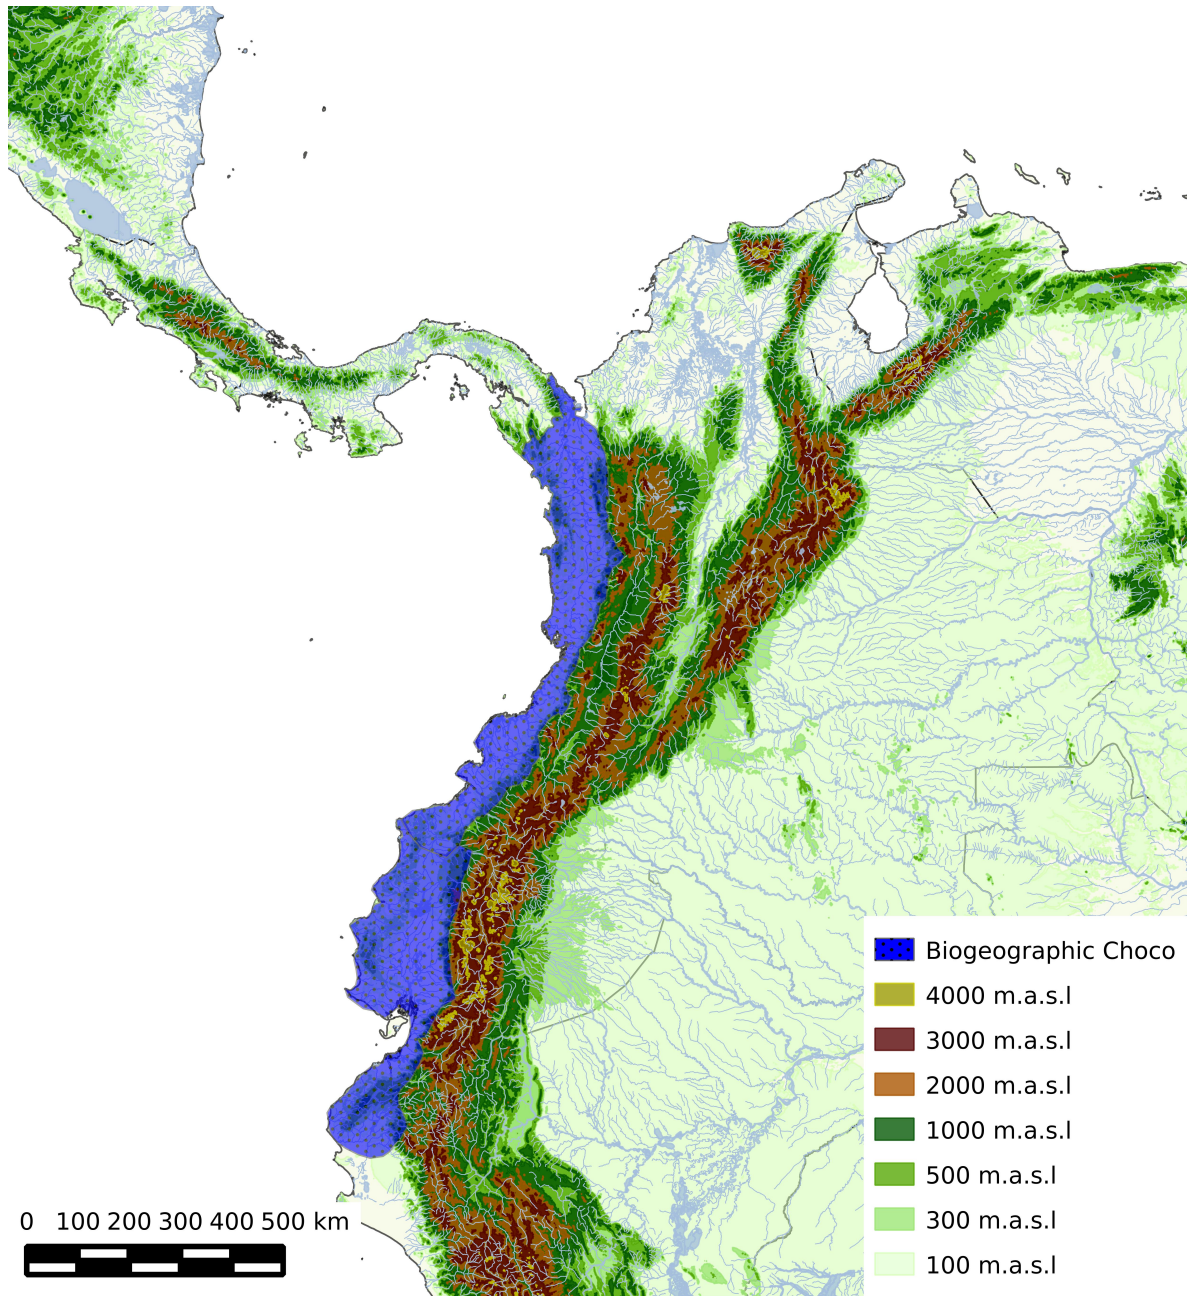 Biogeographic Choco
4000 m.a.s.l
3000 m.a.s.l
2000 m.a.s.l
1000 m.a.s.l
500 m.a.s.l
300 m.a.s.l
100 m.a.s.l
0 100 200 300 400 500 km